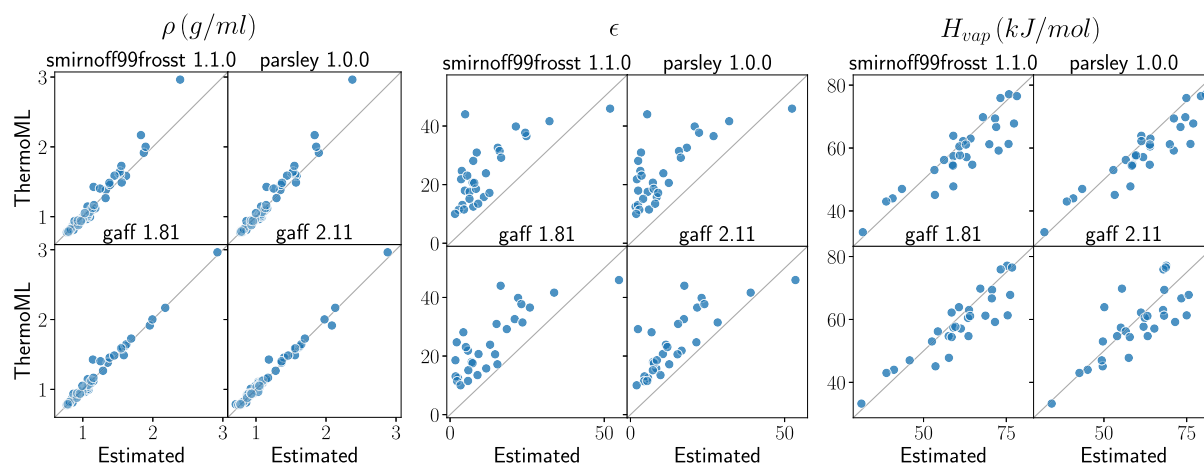 ρ (g/ml)
ϵ
H_vap (kJ/mol)
smirnoff99frosst 1.1.0 parsley 1.0.0
smirnoff99frosst 1.1.0 parsley 1.0.0
smirnoff99frosst 1.1.0 parsley 1.0.0
3
2
1
ThermoML
40
20
0
80
60
40
ThermoML
gaff 1.81 gaff 2.11
gaff 1.81 gaff 2.11
gaff 1.81 gaff 2.11
3
2
1
ThermoML
40
20
0
80
60
40
1 2 3 1 2 3
0 50 0 50
50 75 50 75
Estimated Estimated
Estimated Estimated
Estimated Estimated